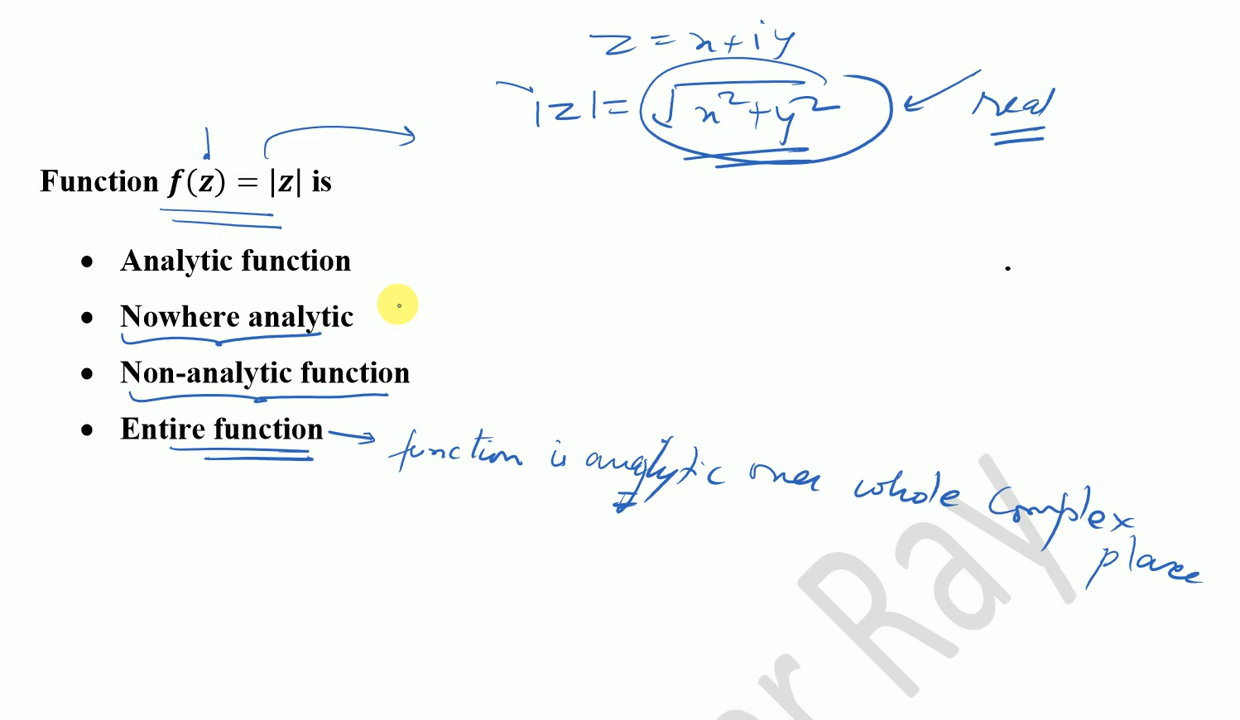 z = x + iy
|z| = √x²+y² real
Function f(z) = |z| is
• Analytic function
• Nowhere analytic
• Non-analytic function
• Entire function → function is analytic over whole complex
plane
r Ray